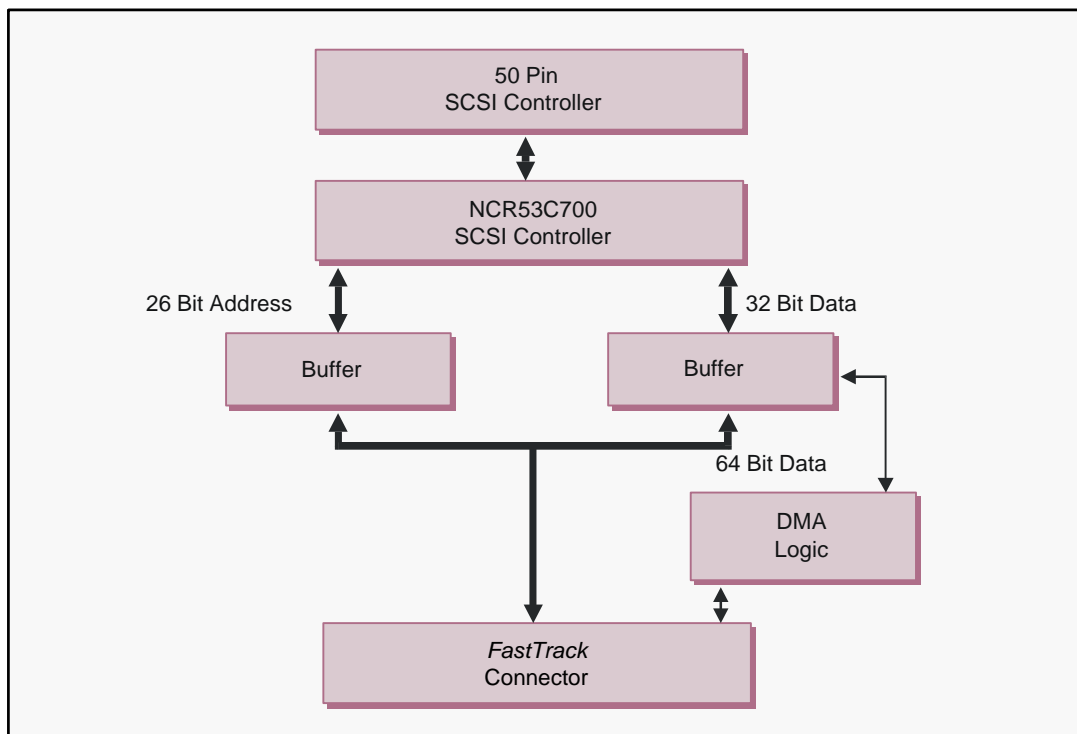 50 Pin
SCSI Controller
NCR53C700
SCSI Controller
26 Bit Address
32 Bit Data
Buffer
Buffer
64 Bit Data
DMA
Logic
FastTrack
Connector